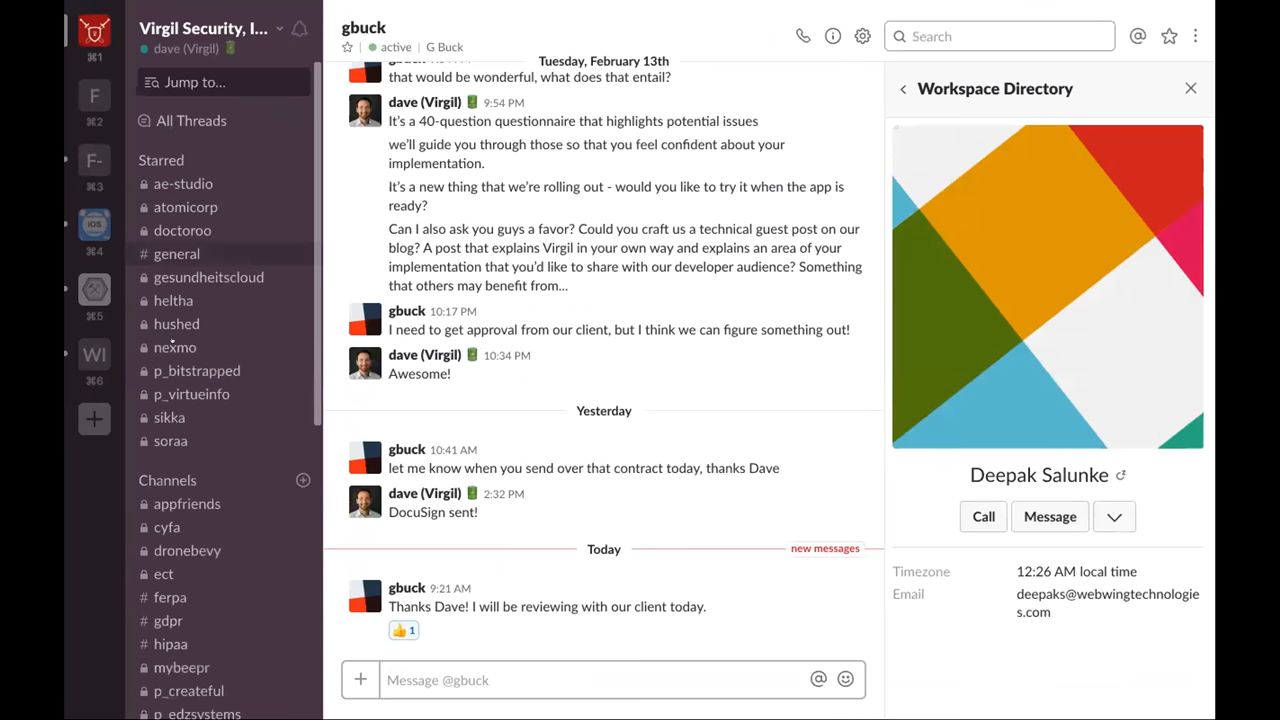 ⌘1
F
⌘2
F-
⌘3
iOS
⌘4
⌘5
WI
⌘6
Virgil Security, I...
dave (Virgil)
Jump to...
All Threads
Starred
ae-studio
atomicorp
doctoroo
# general
gesundheitscloud
heltha
hushed
nexmo
p_bitstrapped
p_virtueinfo
sikka
soraa
Channels
appfriends
cyfa
dronebevy
ect
# ferpa
# gdpr
# hipaa
mybeepr
p_createful
p_edzsystems
gbuck
active | G Buck
Tuesday, February 13th
gbuck
that would be wonderful, what does that entail?
dave (Virgil) 9:54 PM
It's a 40-question questionnaire that highlights potential issues
we'll guide you through those so that you feel confident about your
implementation.
It's a new thing that we're rolling out - would you like to try it when the app is
ready?
Can I also ask you guys a favor? Could you craft us a technical guest post on our
blog? A post that explains Virgil in your own way and explains an area of your
implementation that you'd like to share with our developer audience? Something
that others may benefit from...
gbuck 10:17 PM
I need to get approval from our client, but I think we can figure something out!
dave (Virgil) 10:34 PM
Awesome!
Yesterday
gbuck 10:41 AM
let me know when you send over that contract today, thanks Dave
dave (Virgil) 2:32 PM
DocuSign sent!
Today
new messages
gbuck 9:21 AM
Thanks Dave! I will be reviewing with our client today.
👍 1
Message @gbuck
Search
Workspace Directory
Deepak Salunke
Call
Message
Timezone 12:26 AM local time
Email deepaks@webwingtechnologie
s.com